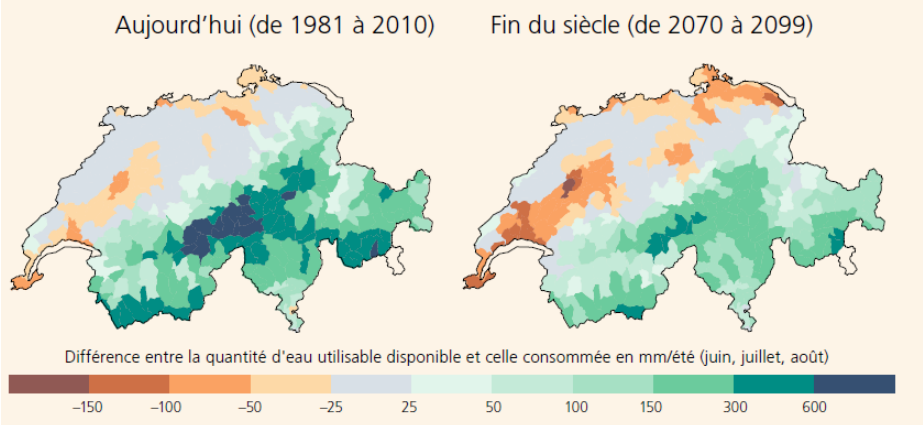 Aujourd’hui (de 1981 à 2010) Fin du siècle (de 2070 à 2099)
Différence entre la quantité d'eau utilisable disponible et celle consommée en mm/été (juin, juillet, août)
–150 –100 –50 –25 25 50 100 150 300 600